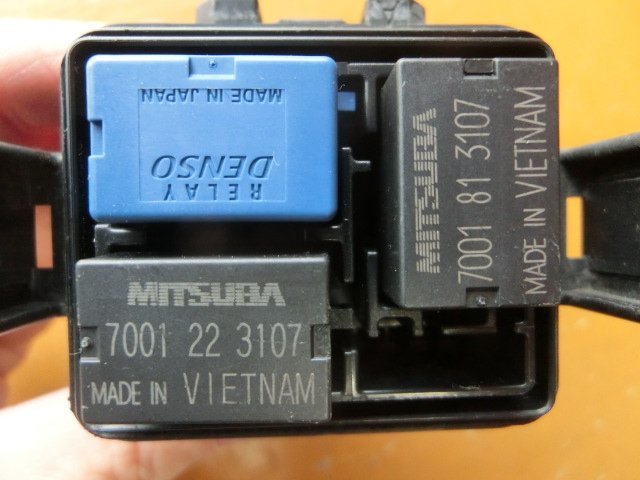 RELAY
DENSO
MADE IN JAPAN
MITSUBA
7001 81 3107
MADE IN VIETNAM
MITSUBA
7001 22 3107
MADE IN VIETNAM